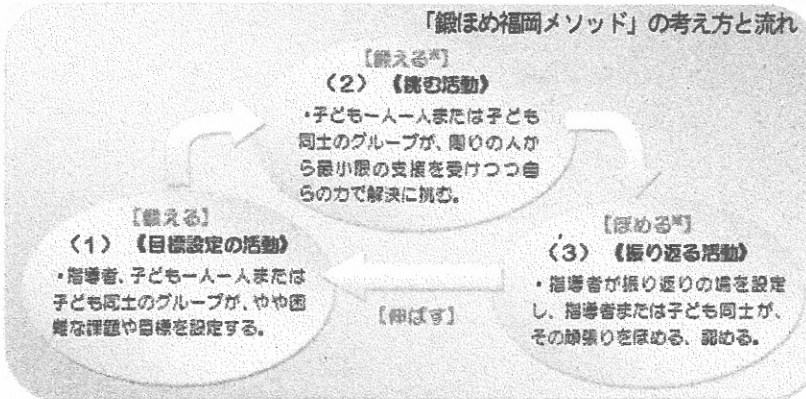 「鍛ほめ福岡メソッド」の考え方と流れ
【鍛える※】
(2) 《挑む活動》
・子ども一人一人または子ども
同士のグループが、周りの人か
ら最小限の支援を受けつつ自
らの力で解決に挑む。
【鍛える】
(1) 《目標設定の活動》
・指導者、子ども一人一人または
子ども同士のグループが、やや困
難な課題や目標を設定する。
【ほめる※】
(3) 《振り返る活動》
・指導者が振り返りの場を設定
し、指導者または子ども同士が、
その頑張りをほめる、認める。
【伸ばす】